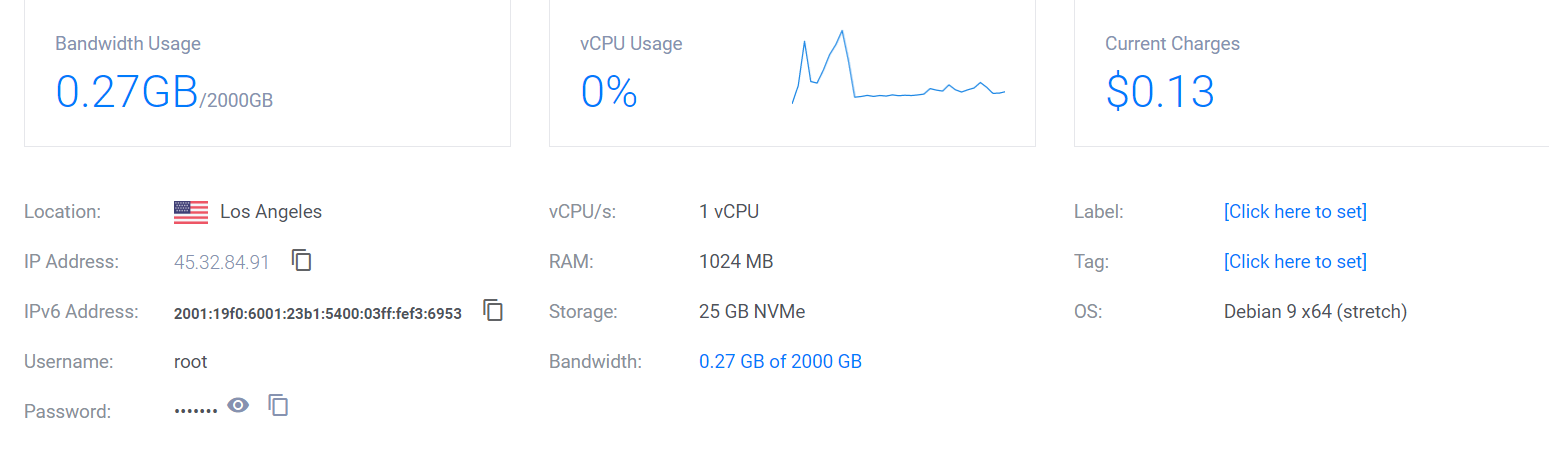 Bandwidth Usage
0.27GB/2000GB
vCPU Usage
0%
Current Charges
$0.13
Location: Los Angeles
IP Address: 45.32.84.91
IPv6 Address: 2001:19f0:6001:23b1:5400:03ff:fef3:6953
Username: root
Password: •••••••
vCPU/s: 1 vCPU
RAM: 1024 MB
Storage: 25 GB NVMe
Bandwidth: 0.27 GB of 2000 GB
Label: [Click here to set]
Tag: [Click here to set]
OS: Debian 9 x64 (stretch)